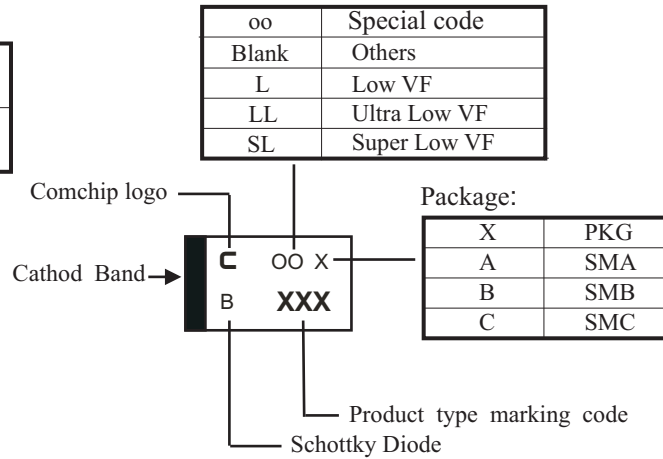 oo Special code
Blank Others
L Low VF
LL Ultra Low VF
SL Super Low VF
Comchip logo
Package:
X PKG
A SMA
B SMB
C SMC
Cathod Band
C OO X
B XXX
Product type marking code
Schottky Diode